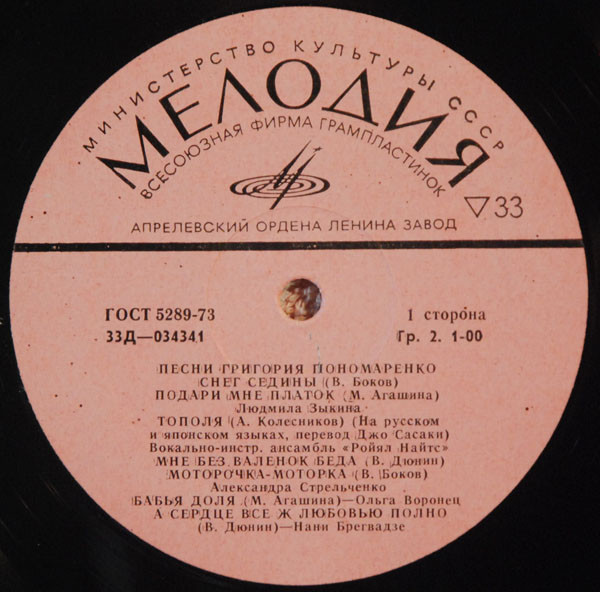 МИНИСТЕРСТВО КУЛЬТУРЫ СССР
МЕЛОДИЯ
ВСЕСОЮЗНАЯ ФИРМА ГРАМПЛАСТИНОК
▽33
АПРЕЛЕВСКИЙ ОРДЕНА ЛЕНИНА ЗАВОД
ГОСТ 5289-73
1 сторона
33Д—034341
Гр. 2. 1-00
ПЕСНИ ГРИГОРИЯ ПОНОМАРЕНКО
СНЕГ СЕДИНЫ (В. Боков)
ПОДАРИ МНЕ ПЛАТОК (М. Агашина)
Людмила Зыкина
ТОПОЛЯ (А. Колесников) (На русском
и японском языках, перевод Джо Сасаки)
Вокально-инстр. ансамбль «Ройял Найтс»
МНЕ БЕЗ ВАЛЕНОК БЕДА (В. Дюнин)
МОТОРОЧКА-МОТОРКА (В. Боков)
Александра Стрельченко
БАБЬЯ ДОЛЯ (М. Агашина)—Ольга Воронец
А СЕРДЦЕ ВСЕ Ж ЛЮБОВЬЮ ПОЛНО
(В. Дюнин)—Нани Брегвадзе